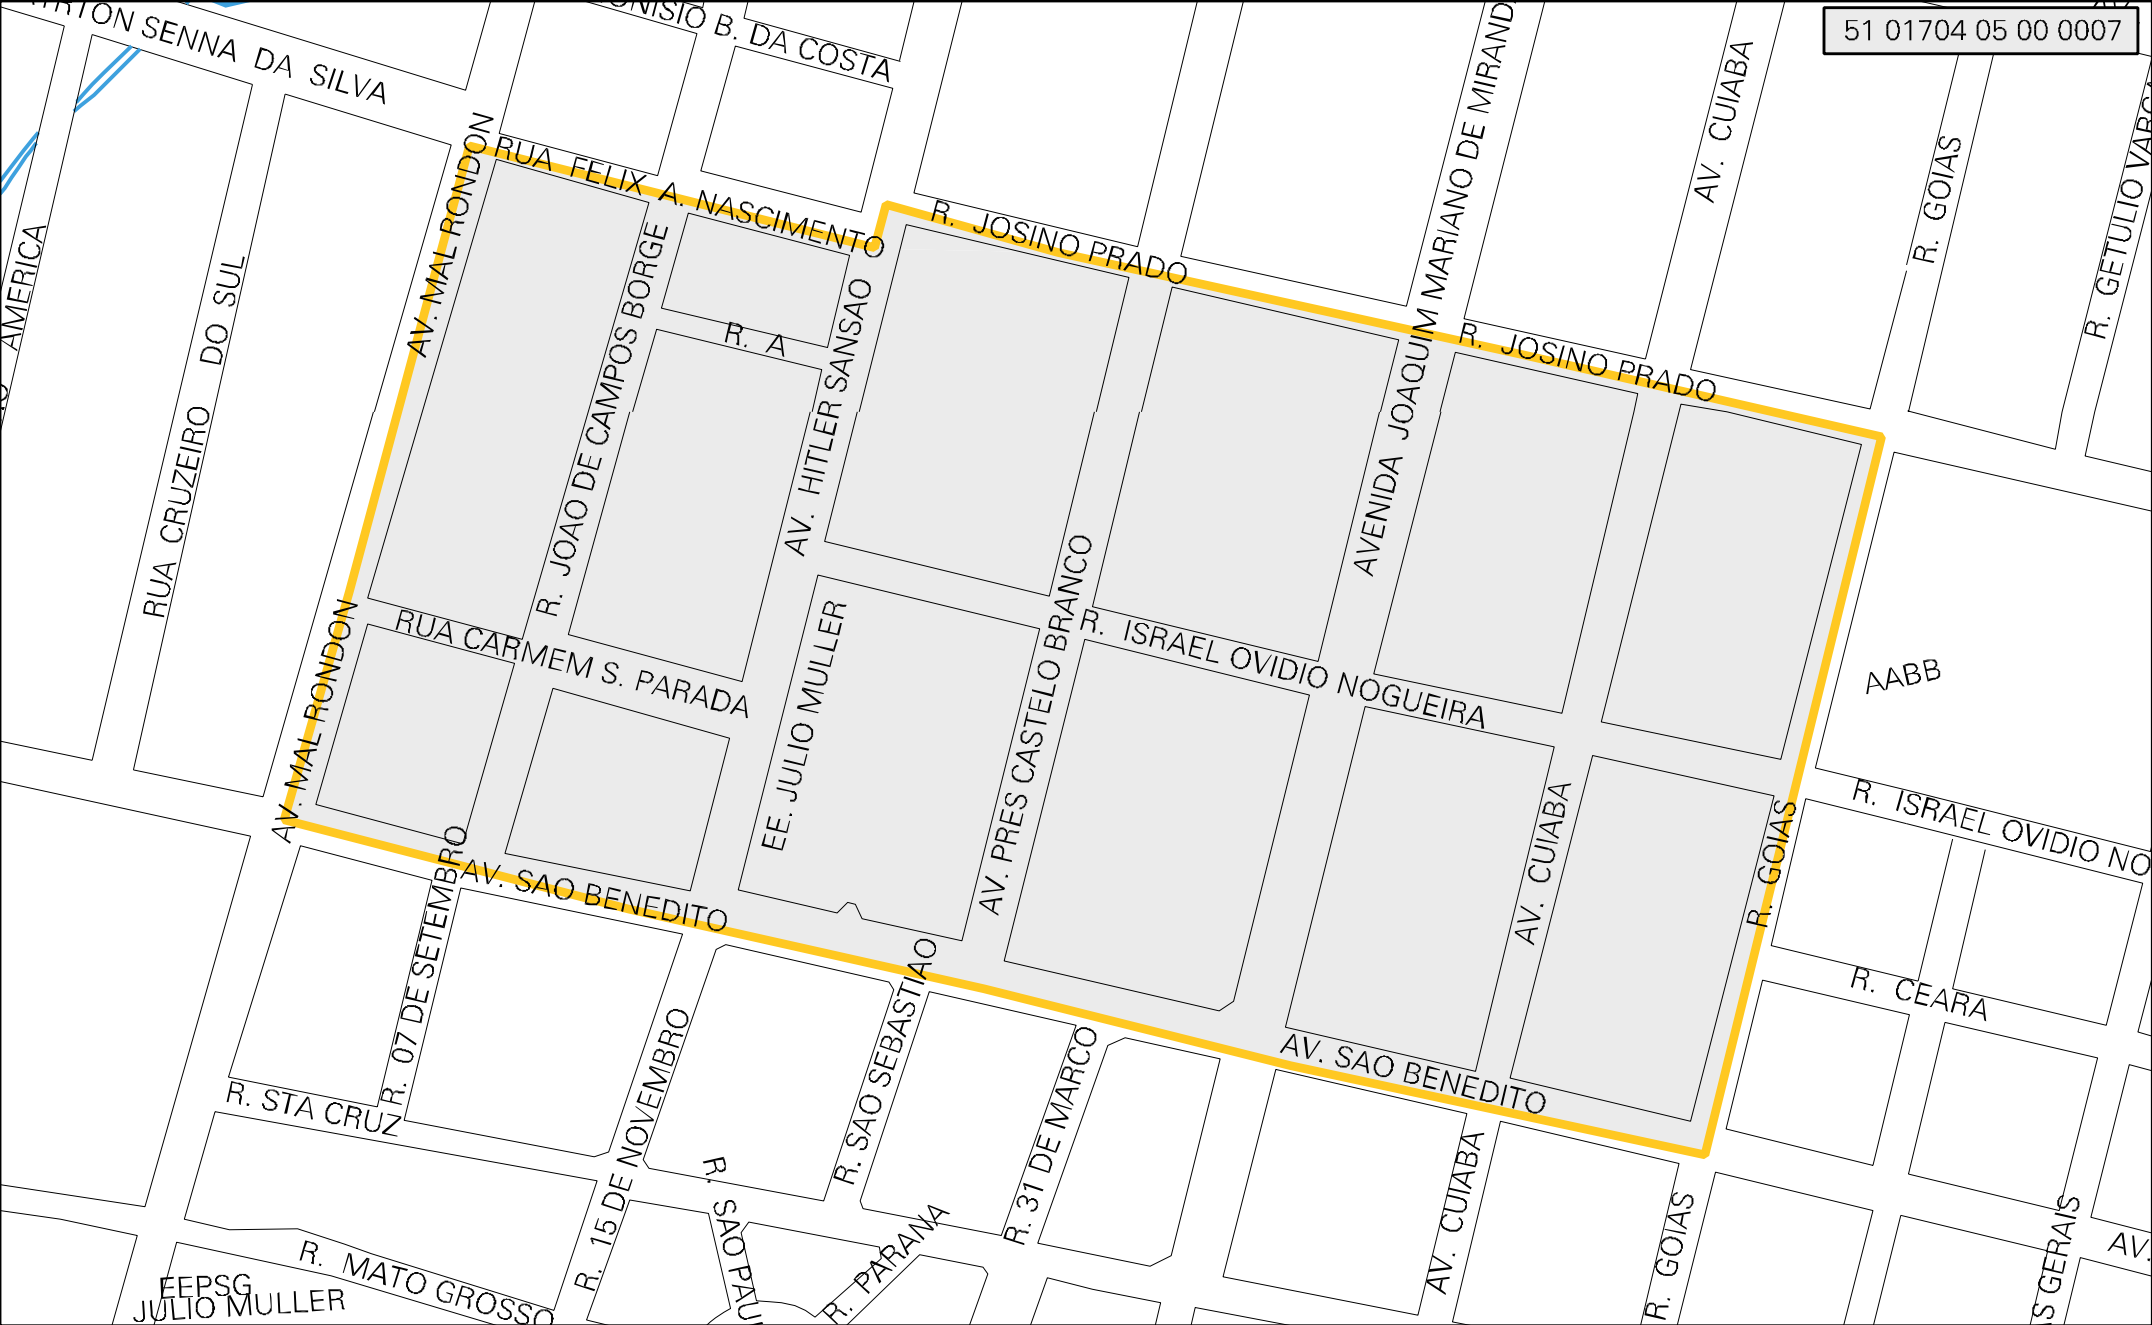 51 01704 05 00 0007
SENNA DA SILVA
B. DA COSTA
AV. CUIABA
R. GOIAS
R. GETULIO
AMERICA
RUA CRUZEIRO DO SUL
AV. MAL RONDON
RUA FELIX A. NASCIMENTO
R. JOSINO PRADO
AVENIDA JOAQUIM MARIANO DE
R. JOSINO PRADO
R. JOAO DE CAMPOS BORGE
R. A
AV. HITLER SANSAO
AV. MAL RONDON
RUA CARMEM S. PARADA
EE. JULIO MULLER
AV. PRES CASTELO BRANCO
R. ISRAEL OVIDIO NOGUEIRA
AABB
AV. CUIABA
R. GOIAS
R. ISRAEL OVIDIO NO
AV. SAO BENEDITO
R. 07 DE SETEMBRO
R. CEARA
R. STA CRUZ
R. 15 DE NOVEMBRO
R. SAO SEBASTIAO
R. 31 DE MARCO
AV. SAO BENEDITO
R. SAO PAU
R. PARANA
AV. CUIABA
R. GOIAS
S GERAIS
AV.
R. MATO GROSSO
EEPSG
JULIO MULLER